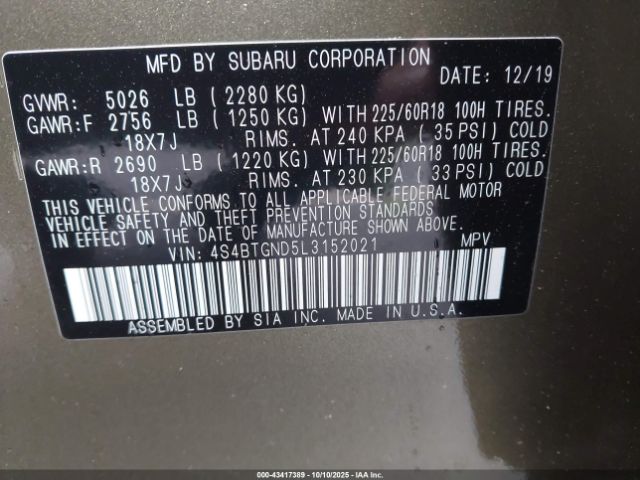 MFD BY SUBARU CORPORATION
DATE: 12/19
GVWR: 5026 LB ( 2280 KG)
GAWR:F 2756 LB ( 1250 KG) WITH 225/60R18 100H TIRES.
18X7J RIMS. AT 240 KPA ( 35 PSI) COLD
GAWR:R 2690 LB ( 1220 KG) WITH 225/60R18 100H TIRES.
18X7J RIMS. AT 230 KPA ( 33 PSI) COLD
THIS VEHICLE CONFORMS TO ALL APPLICABLE FEDERAL MOTOR
VEHICLE SAFETY AND THEFT PREVENTION STANDARDS
IN EFFECT ON THE DATE OF MANUFACTURE SHOWN ABOVE.
VIN: 4S4BTGND5L3152021 MPV
ASSEMBLED BY SIA INC. MADE IN U.S.A.
000-43417389 - 10/10/2025 - IAA Inc.